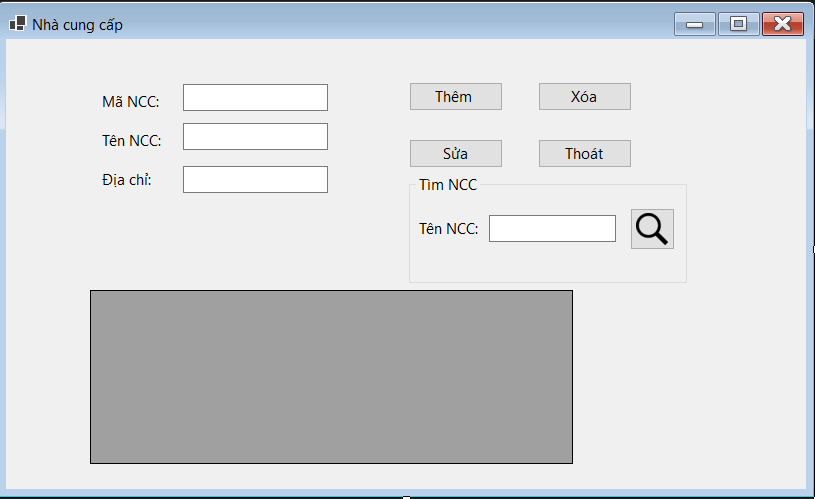 Nhà cung cấp
Mã NCC:
Thêm
Xóa
Tên NCC:
Sửa
Thoát
Địa chỉ:
Tìm NCC
Tên NCC: